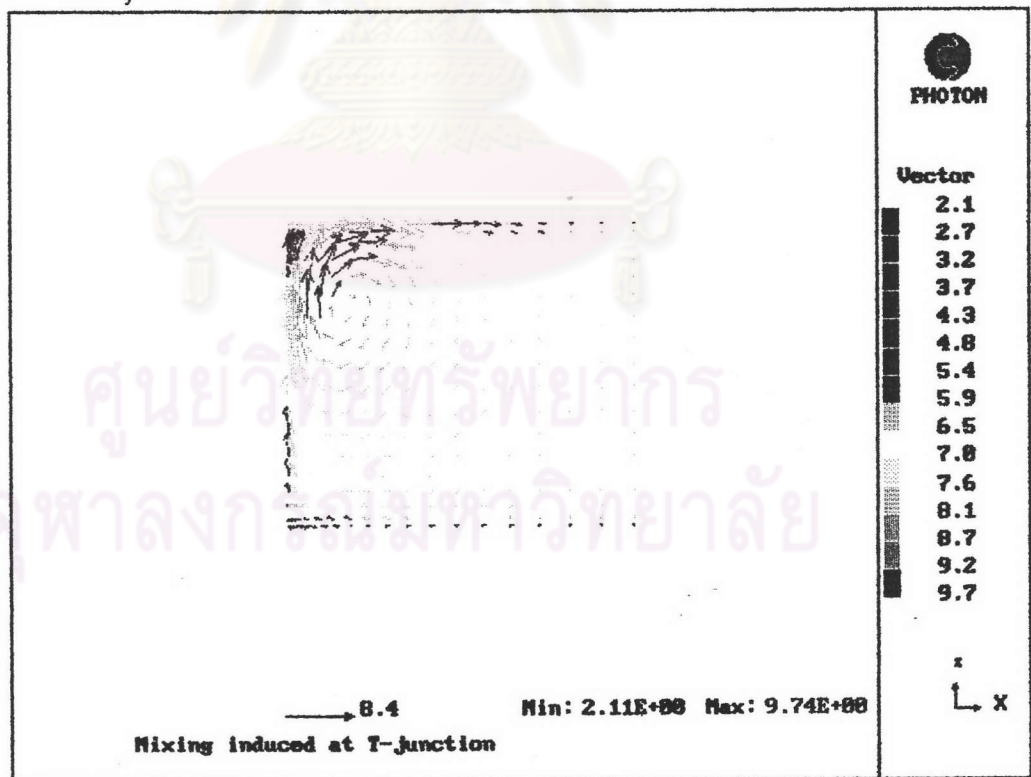 PHOTON
Vector
2.1
2.7
3.2
3.7
4.3
4.8
5.4
5.9
6.5
7.0
7.6
8.1
8.7
9.2
9.7
ศูนย์วิทยทรัพยากร
จุฬาลงกรณ์มหาวิทยาลัย
z
X
8.4
Min: 2.11E+00 Max: 9.74E+00
Mixing induced at T-junction